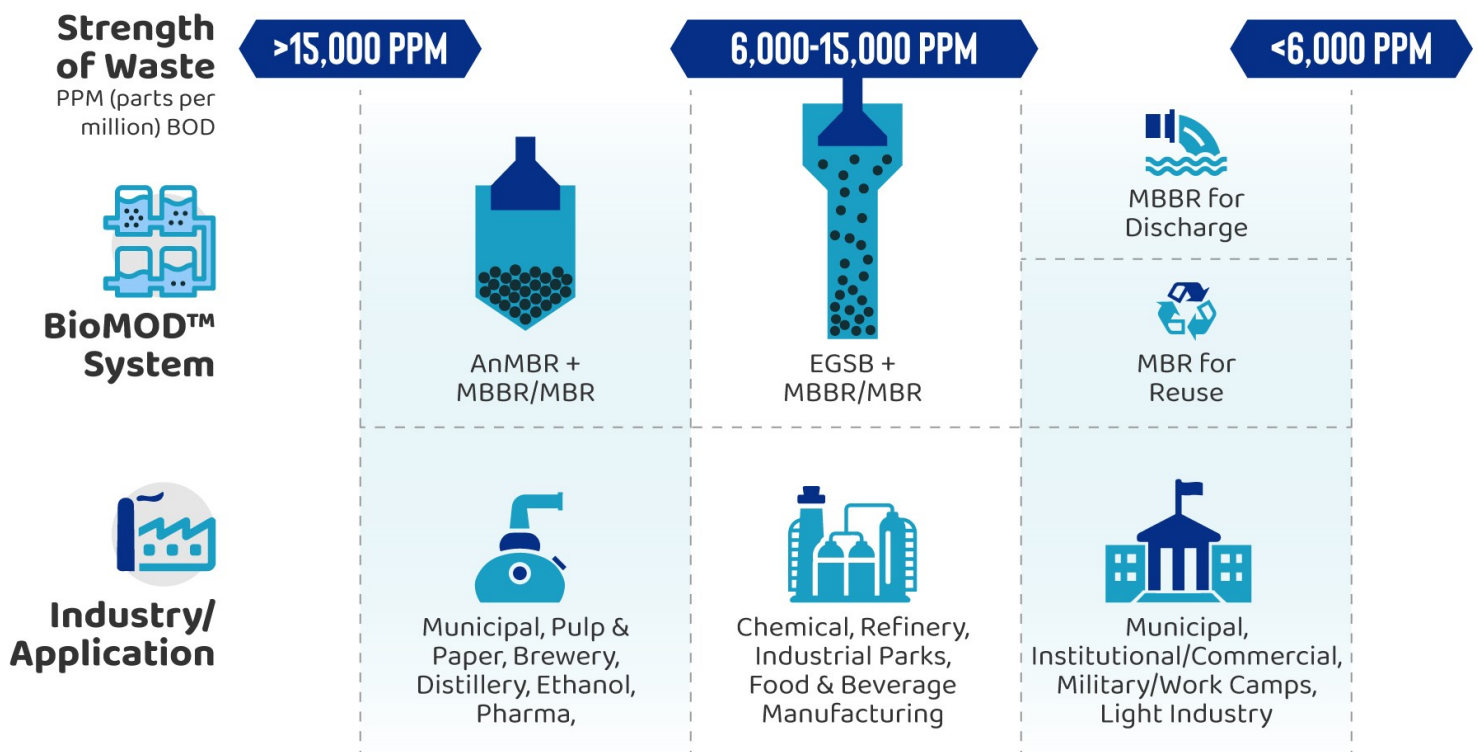 Strength
of Waste
PPM (parts per
million) BOD
>15,000 PPM
6,000-15,000 PPM
<6,000 PPM
BioMOD™
System
AnMBR +
MBBR/MBR
EGSB +
MBBR/MBR
MBBR for
Discharge
MBR for
Reuse
Industry/
Application
Municipal, Pulp &
Paper, Brewery,
Distillery, Ethanol,
Pharma,
Chemical, Refinery,
Industrial Parks,
Food & Beverage
Manufacturing
Municipal,
Institutional/Commercial,
Military/Work Camps,
Light Industry